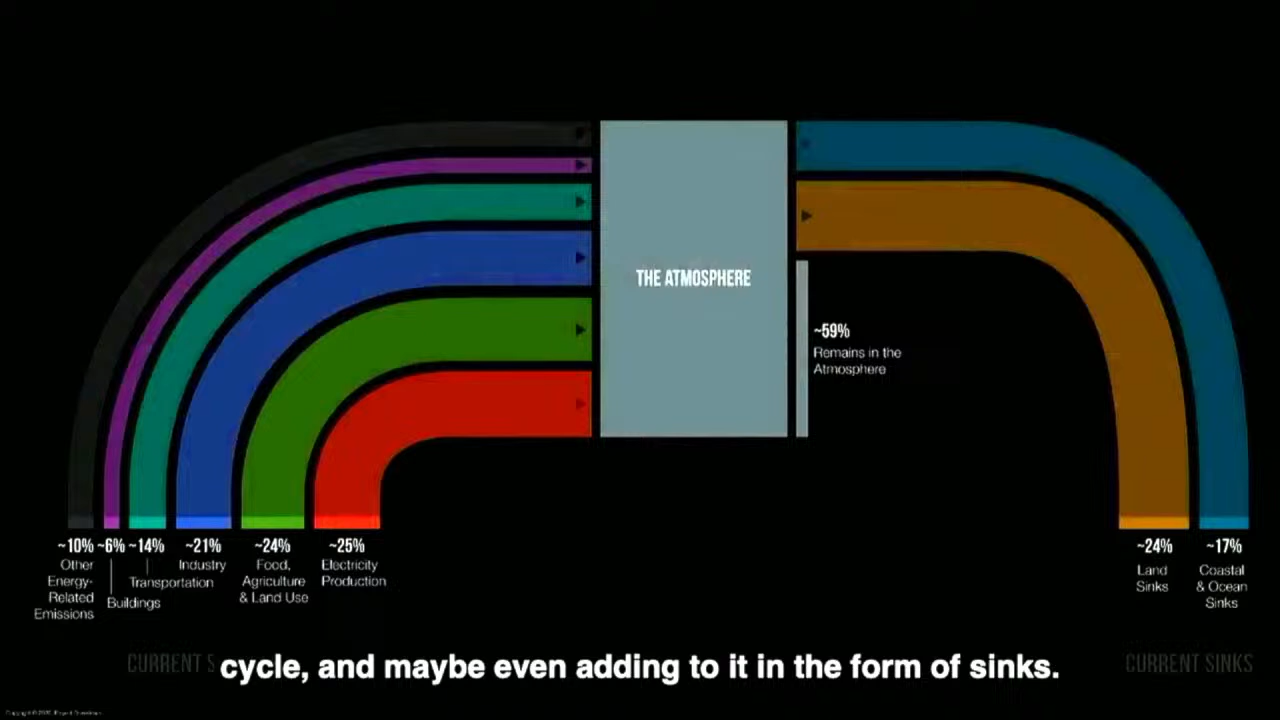 THE ATMOSPHERE
~59%
Remains in the
Atmosphere
~10%
Other
Energy-
Related
Emissions
~6%
Buildings
~14%
Transportation
~21%
Industry
~24%
Food,
Agriculture
& Land Use
~25%
Electricity
Production
~24%
Land
Sinks
~17%
Coastal
& Ocean
Sinks
CURRENT S
CURRENT SINKS
cycle, and maybe even adding to it in the form of sinks.